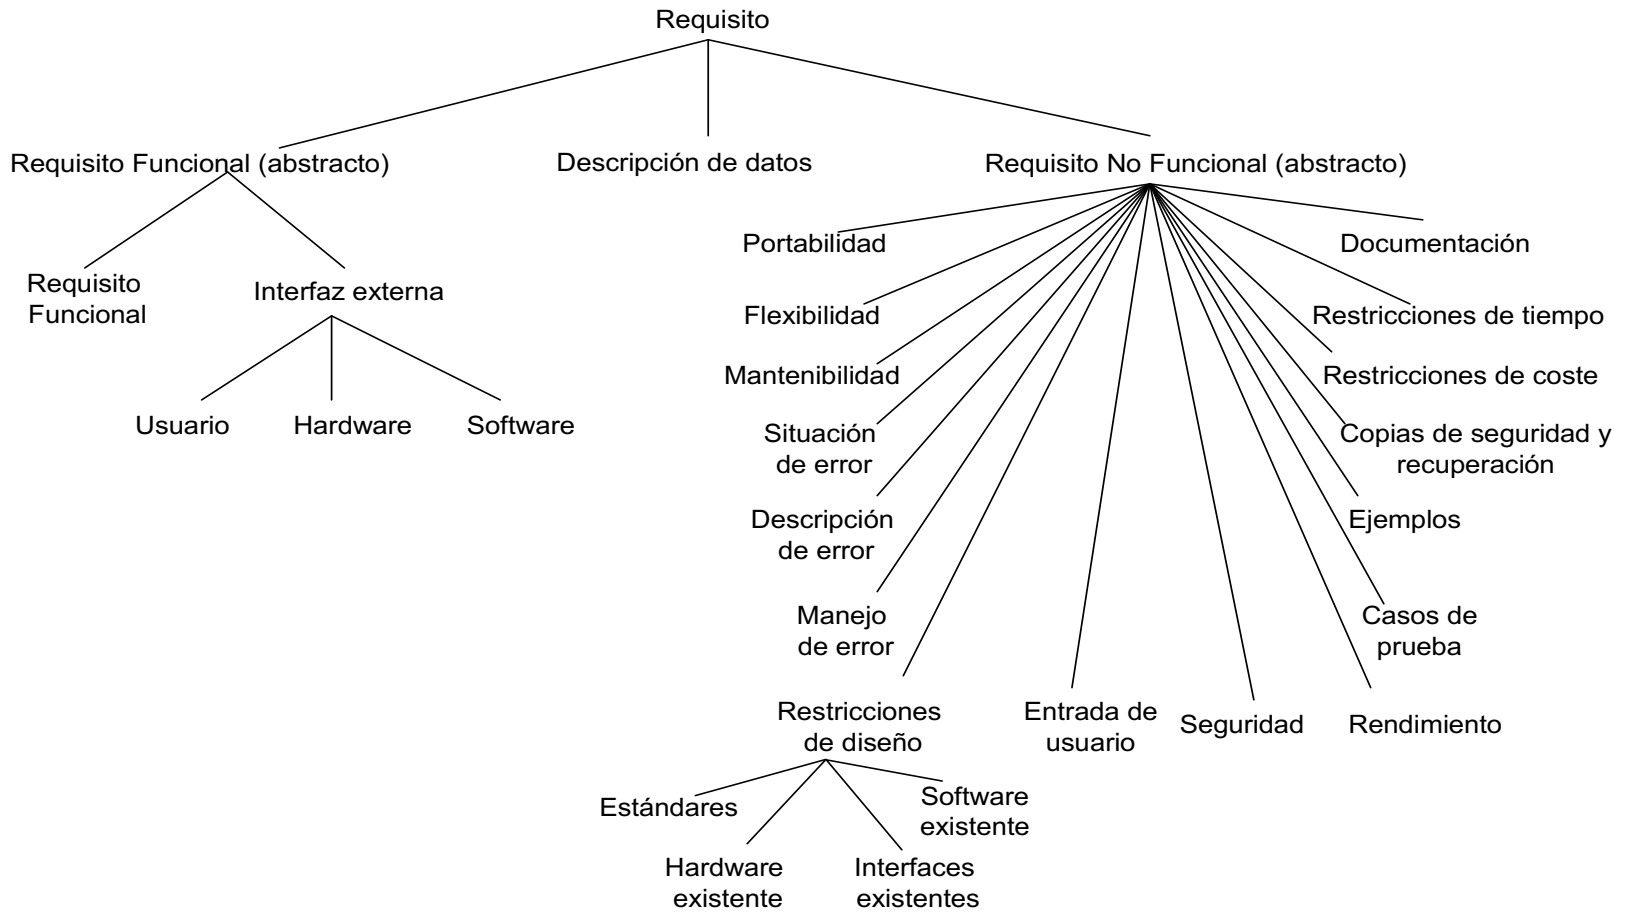 Requisito
Requisito Funcional (abstracto)
Descripción de datos
Requisito No Funcional (abstracto)
Requisito
Funcional
Interfaz externa
Usuario
Hardware
Software
Portabilidad
Flexibilidad
Mantenibilidad
Situación
de error
Descripción
de error
Manejo
de error
Restricciones
de diseño
Estándares
Hardware
existente
Interfaces
existentes
Software
existente
Entrada de
usuario
Seguridad
Rendimiento
Documentación
Restricciones de tiempo
Restricciones de coste
Copias de seguridad y
recuperación
Ejemplos
Casos de
prueba